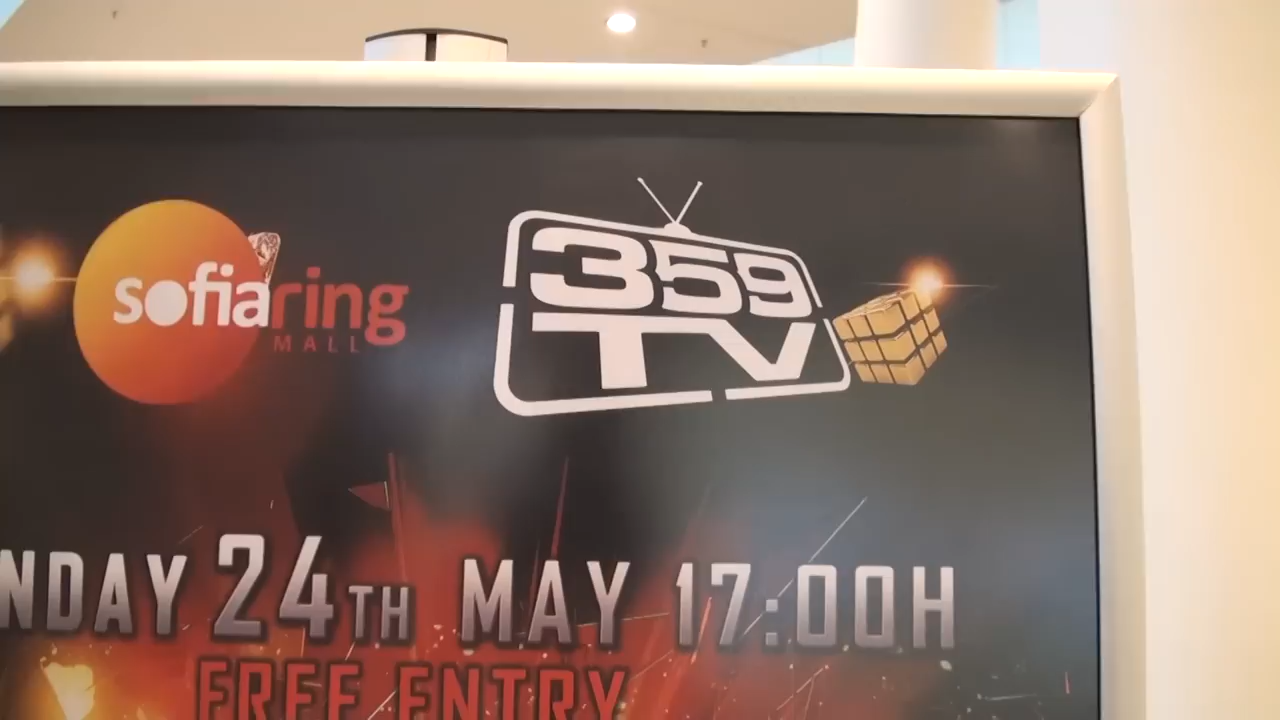 sofiaring
MALL
359
TV
NDAY 24TH MAY 17:00H
FREE ENTRY